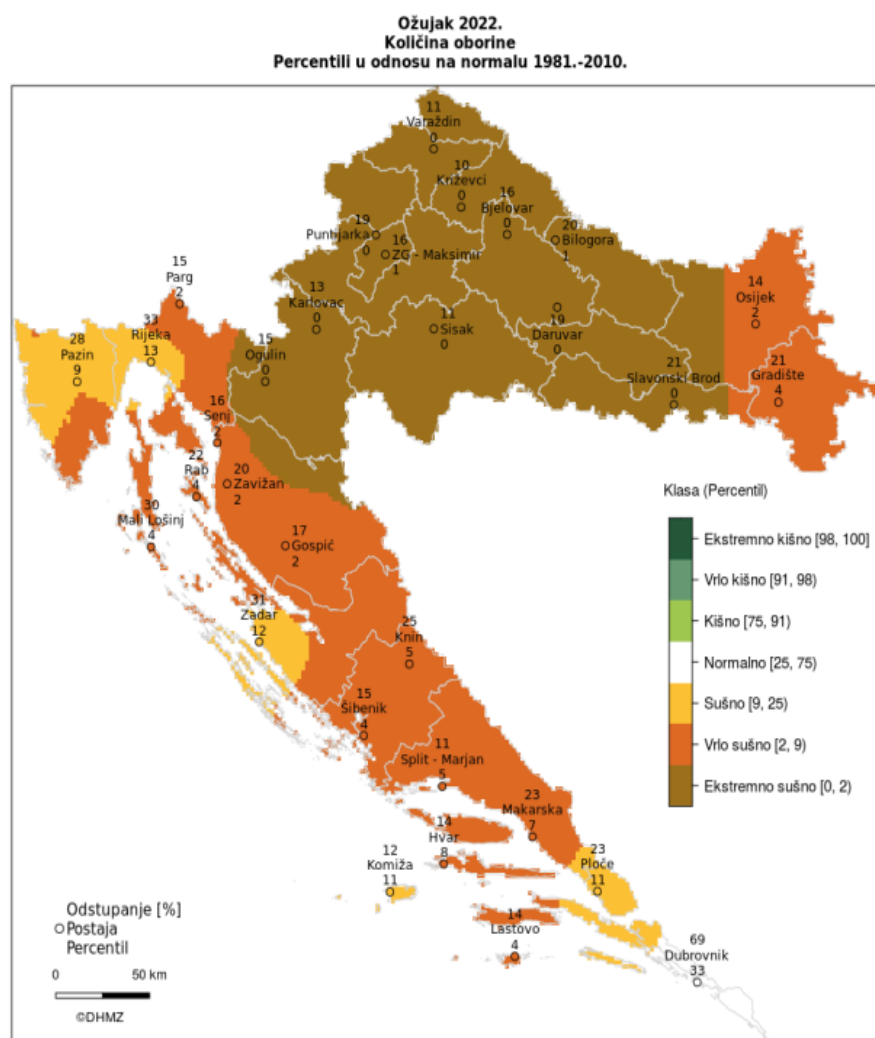 Ožujak 2022.
Količina oborine
Percentili u odnosu na normalu 1981.-2010.
11
Varaždin
0
10
Križevci
0
16
Bjelovar
0
19
Puntijarka
0
16
ZG - Maksimir
1
20
Bilogora
1
15
Parg
2
13
Karlovac
0
11
Sisak
0
19
Daruvar
0
14
Osijek
2
33
Rijeka
13
28
Pazin
9
15
Ogulin
0
21
Slavonski Brod
0
21
Gradište
4
16
Senj
2
22
Rab
4
20
Zavižan
2
30
Mali Lošinj
4
17
Gospić
2
31
Zadar
12
25
Knin
5
15
Šibenik
4
11
Split - Marjan
5
23
Makarska
7
14
Hvar
8
12
Komiža
11
23
Ploče
11
14
Lastovo
4
69
Dubrovnik
33
Klasa (Percentil)
Ekstremno kišno [98, 100]
Vrlo kišno [91, 98)
Kišno [75, 91)
Normalno [25, 75)
Sušno [9, 25)
Vrlo sušno [2, 9)
Ekstremno sušno [0, 2)
Odstupanje [%]
Postaja
Percentil
0 50 km
©DHMZ